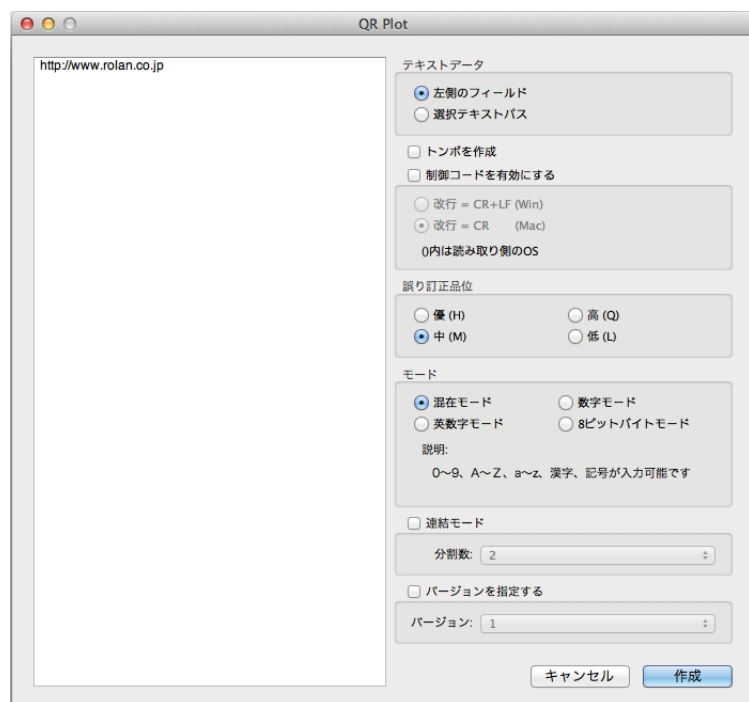 QR Plot
http://www.rolan.co.jp
テキストデータ
左側のフィールド
選択テキストパス
トンボを作成
制御コードを有効にする
改行 = CR+LF (Win)
改行 = CR (Mac)
()内は読み取り側のOS
誤り訂正品位
優 (H) 高 (Q)
中 (M) 低 (L)
モード
混在モード 数字モード
英数字モード 8ビットバイトモード
説明:
0〜9、A〜Z、a〜z、漢字、記号が入力可能です
連結モード
分割数: 2
バージョンを指定する
バージョン: 1
キャンセル 作成